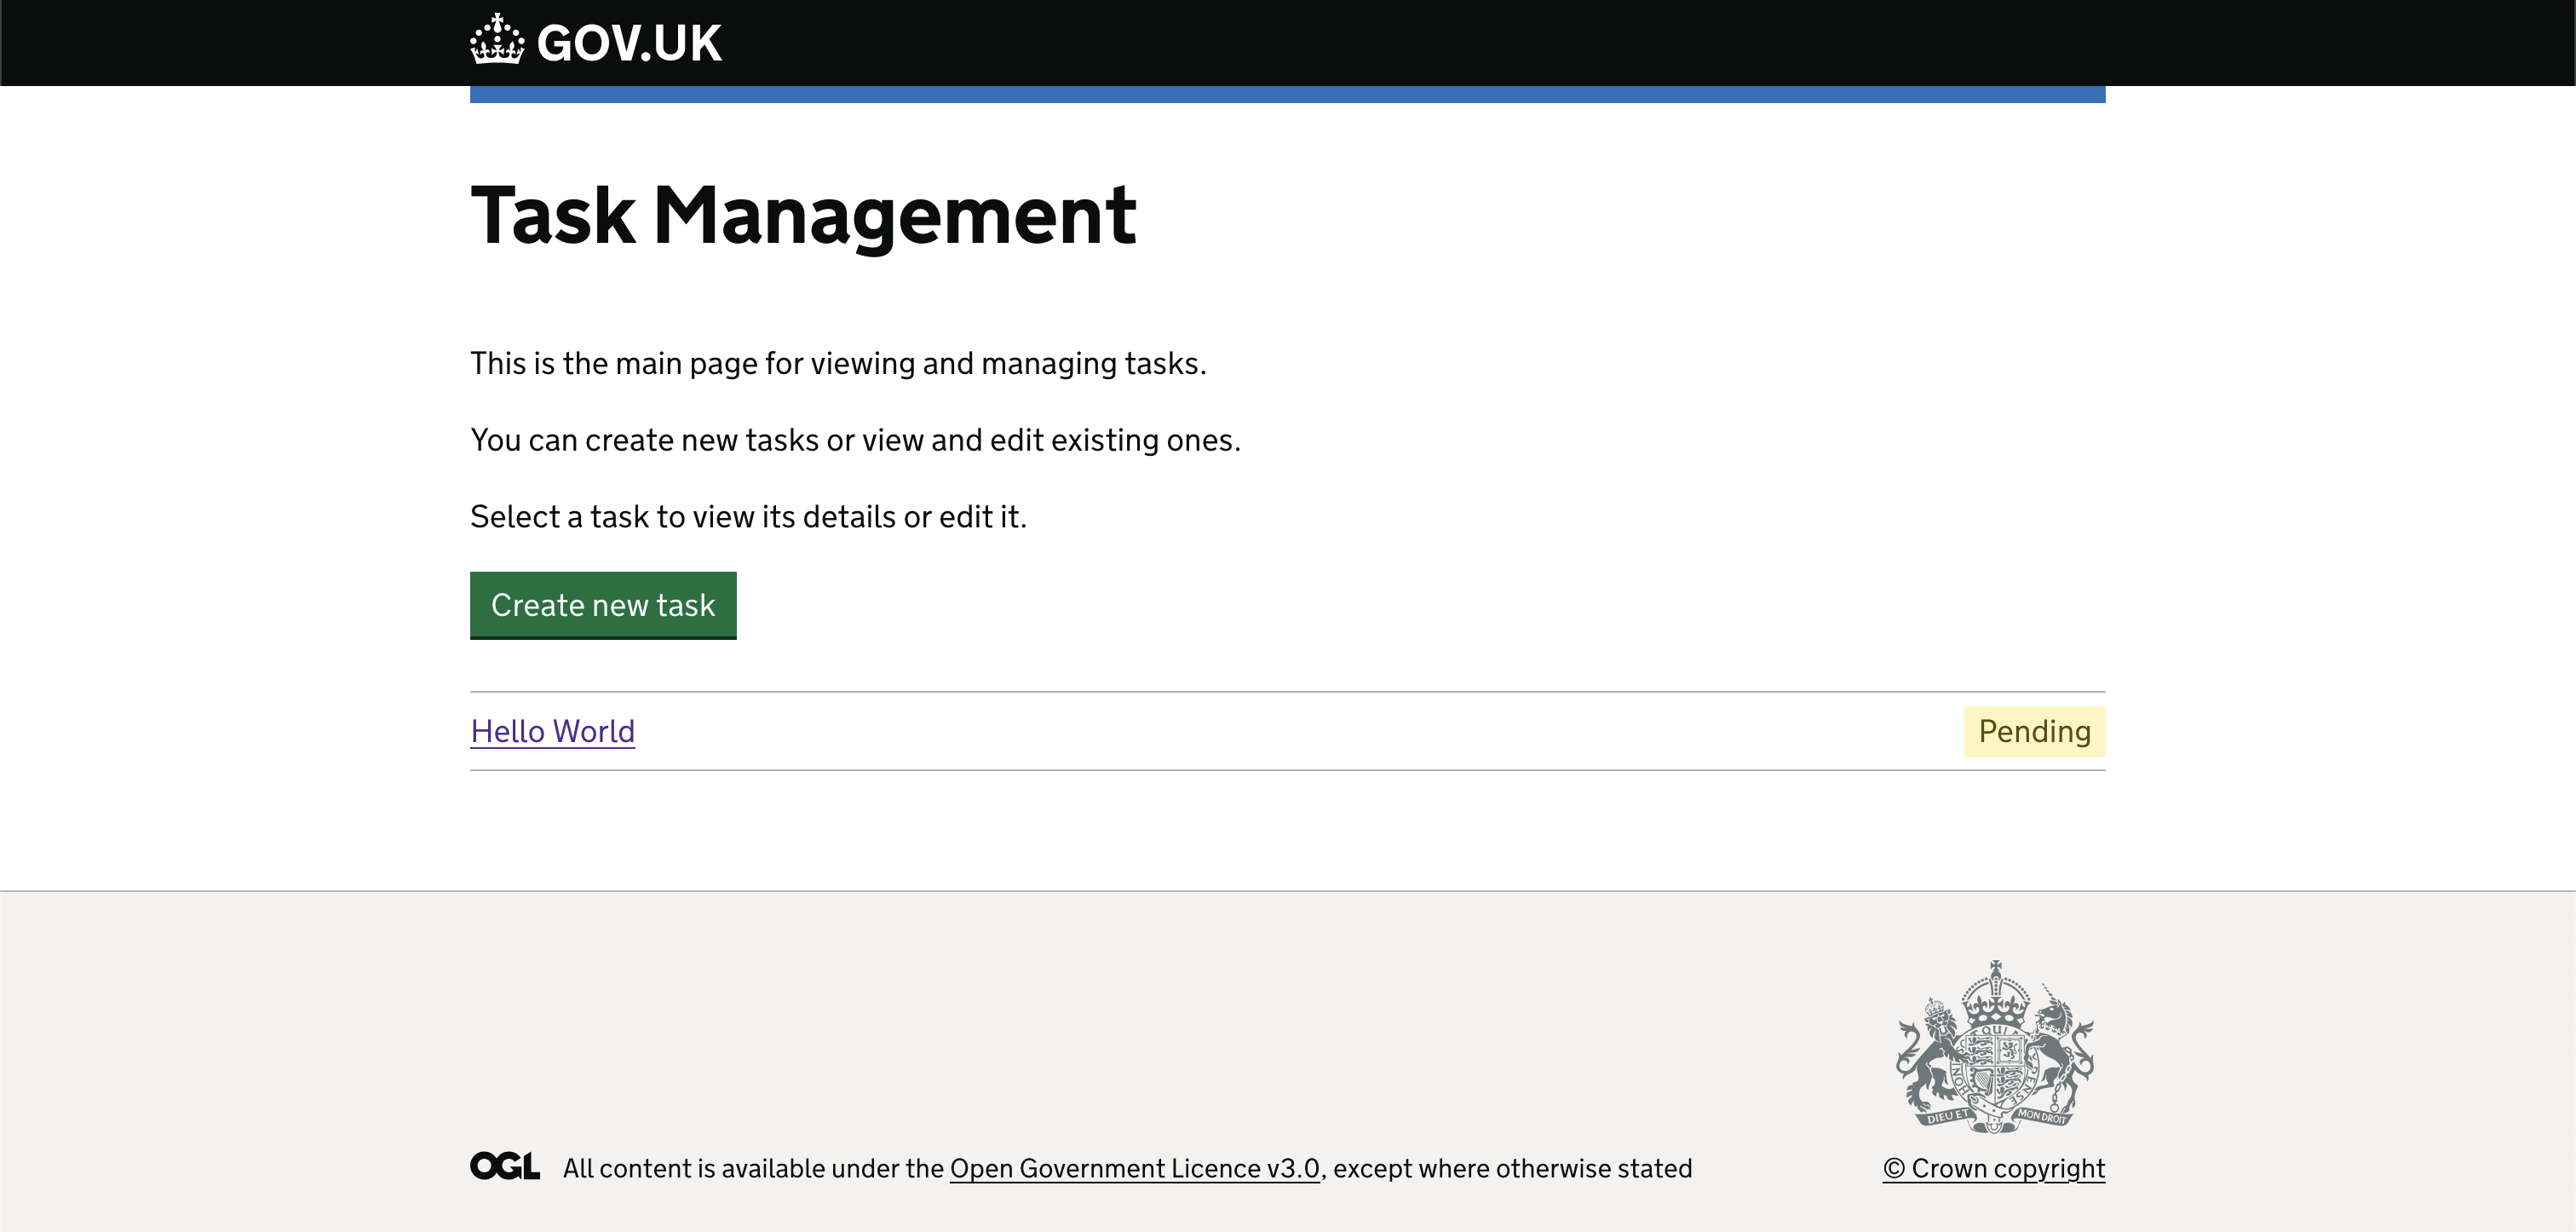 GOV.UK
Task Management
This is the main page for viewing and managing tasks.
You can create new tasks or view and edit existing ones.
Select a task to view its details or edit it.
Create new task
Hello World
Pending
QUI
HONI
PENSE
DIEU ET
MON DROIT
OGL
All content is available under the Open Government Licence v3.0, except where otherwise stated
© Crown copyright